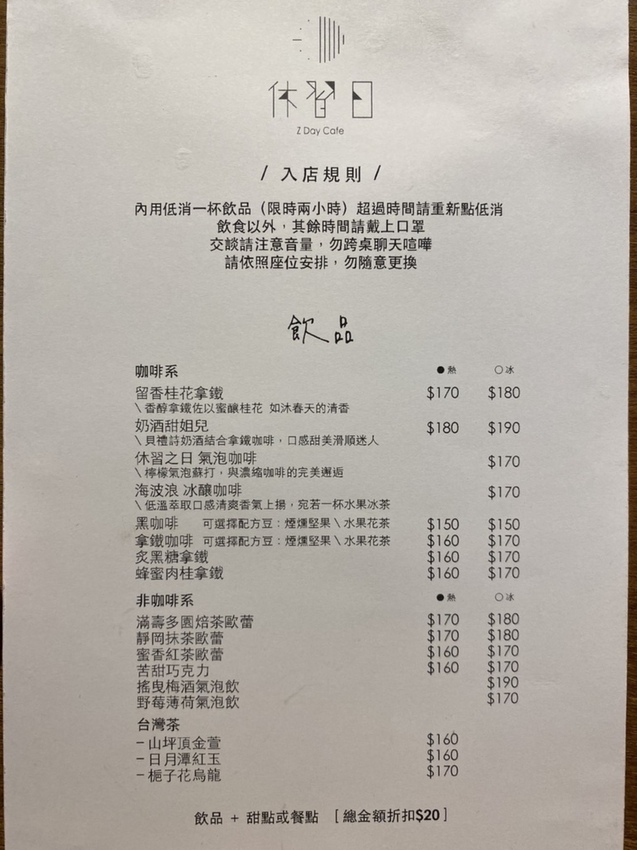 休習日
Z Day Cafe
/ 入店規則 /
內用低消一杯飲品（限時兩小時）超過時間請重新點低消
飲食以外，其餘時間請戴上口罩
交談請注意音量，勿跨桌聊天喧嘩
請依照座位安排，勿隨意更換
飲品
咖啡系 ●熱 ○冰
留香桂花拿鐵 $170 $180
\ 香醇拿鐵佐以蜜釀桂花 如沐春天的清香
奶酒甜姐兒 $180 $190
\ 貝禮詩奶酒結合拿鐵咖啡，口感甜美滑順迷人
休習之日 氣泡咖啡 $170
\ 檸檬氣泡蘇打，與濃縮咖啡的完美邂逅
海波浪 冰釀咖啡 $170
\ 低溫萃取口感清爽香氣上揚，宛若一杯水果冰茶
黑咖啡 可選擇配方豆：煙燻堅果 \ 水果花茶 $150 $150
拿鐵咖啡 可選擇配方豆：煙燻堅果 \ 水果花茶 $160 $170
炙黑糖拿鐵 $160 $170
蜂蜜肉桂拿鐵 $160 $170
非咖啡系 ●熱 ○冰
滿壽多園焙茶歐蕾 $170 $180
靜岡抹茶歐蕾 $170 $180
蜜香紅茶歐蕾 $160 $170
苦甜巧克力 $160 $170
搖曳梅酒氣泡飲 $190
野莓薄荷氣泡飲 $170
台灣茶
– 山坪頂金萱 $160
– 日月潭紅玉 $160
– 梔子花烏龍 $170
飲品 + 甜點或餐點 [ 總金額折扣$20 ]